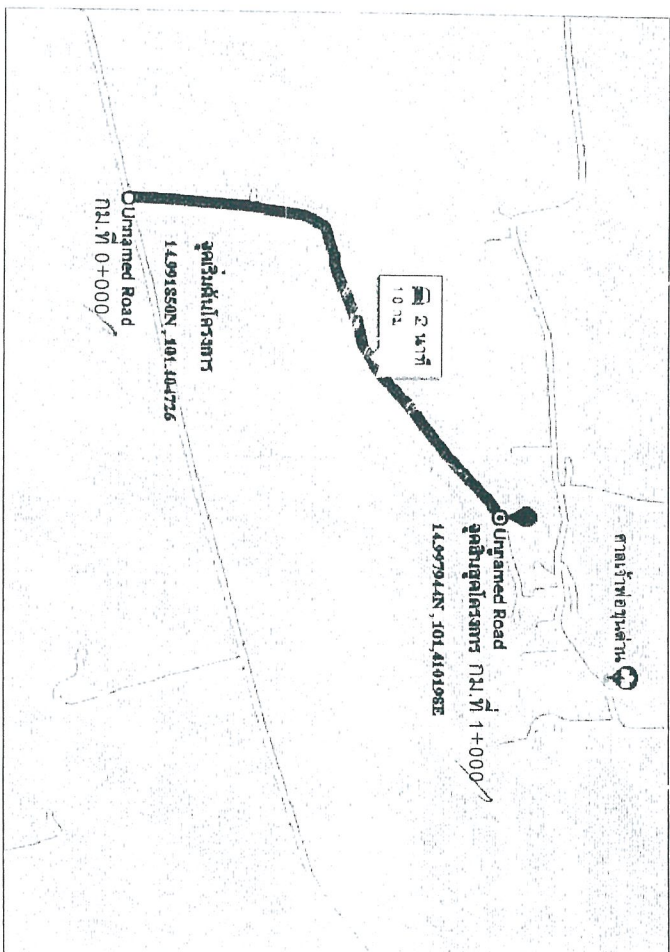 ศาลเจ้าพ่อขุนด่าน
Unnamed Road
จุดสิ้นสุดโครงการ กม.ที่ 1+000
14.997944N, 101,410198E
2 นาที
1.0 กม.
จุดเริ่มต้นโครงการ
14.991850N, 101.404726
Unnamed Road
กม.ที่ 0+000